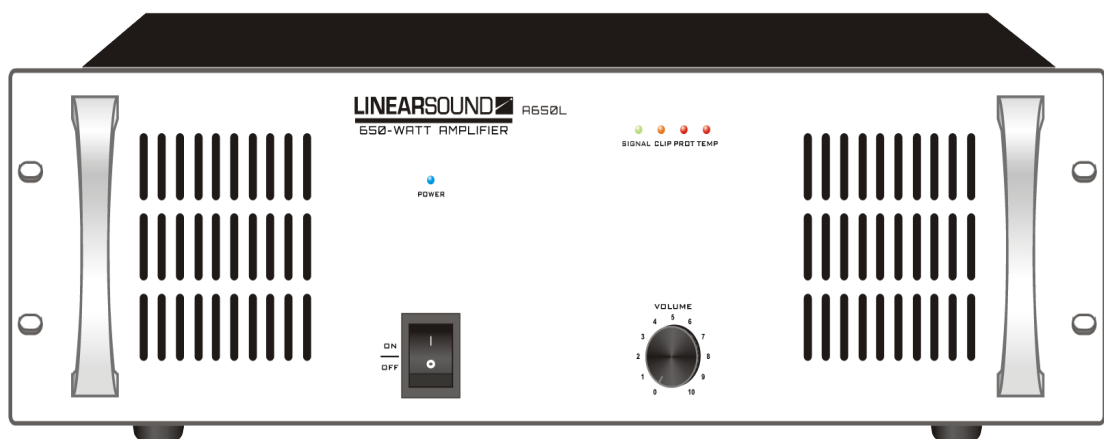 LINEARSOUND A650L
650-WATT AMPLIFIER
SIGNAL CLIP PROT TEMP
POWER
VOLUME
0 1 2 3 4 5 6 7 8 9 10
ON
OFF
I
O